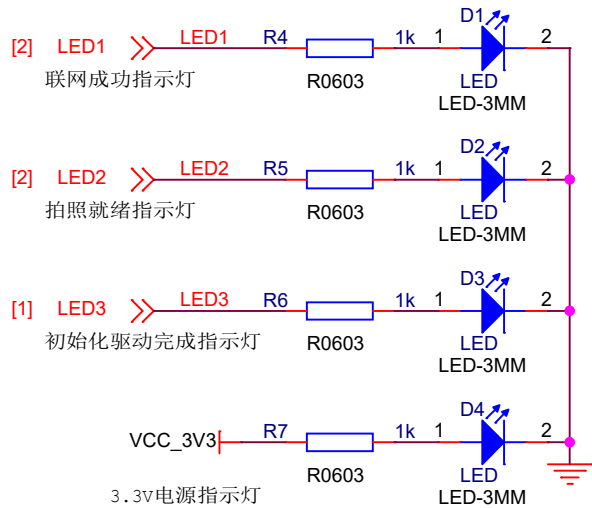 D1
[2] LED1 LED1 R4 1k 1 2
联网成功指示灯 R0603 LED
LED-3MM
D2
[2] LED2 LED2 R5 1k 1 2
拍照就绪指示灯 R0603 LED
LED-3MM
D3
[1] LED3 LED3 R6 1k 1 2
初始化驱动完成指示灯 R0603 LED
LED-3MM
D4
VCC_3V3 R7 1k 1 2
R0603 LED
3.3V电源指示灯 LED-3MM